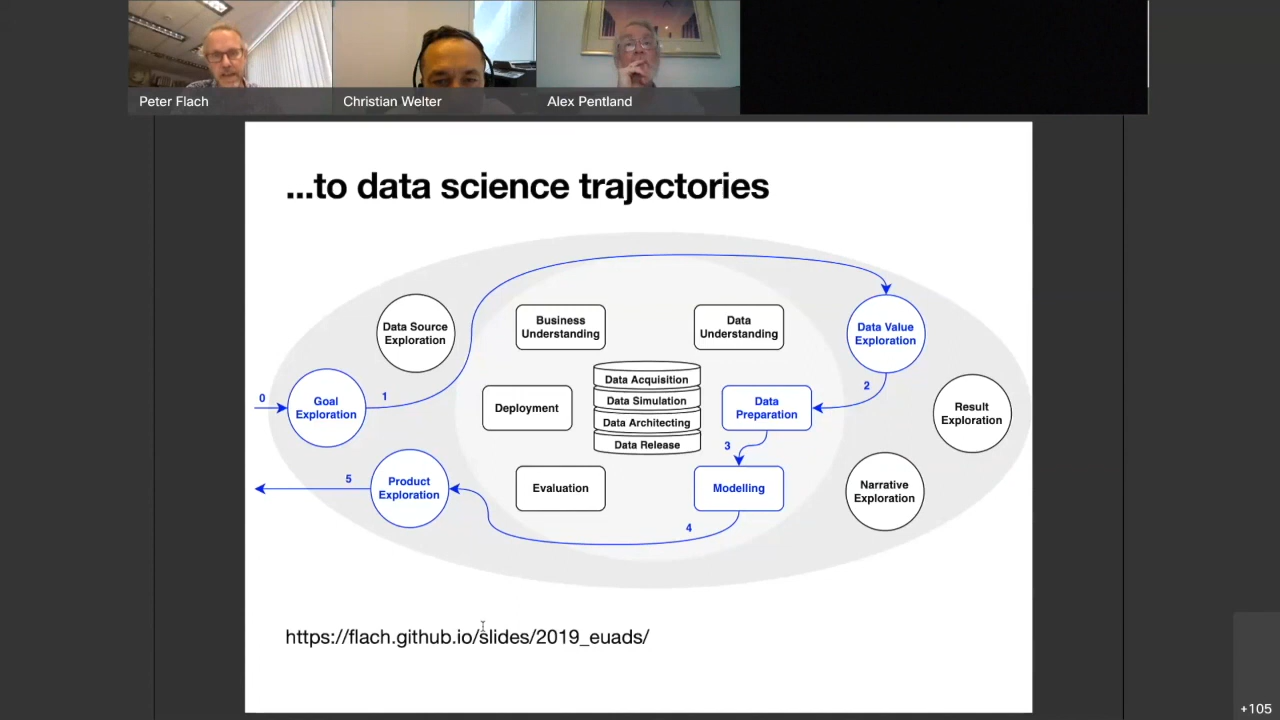 Peter Flach
Christian Welter
Alex Pentland
...to data science trajectories
Data Source
Exploration
Business
Understanding
Data
Understanding
Data Value
Exploration
Data Acquisition
Data Simulation
Data Architecting
Data Release
0
Goal
Exploration
1
Deployment
Data
Preparation
2
Result
Exploration
3
5
Product
Exploration
Evaluation
Modelling
Narrative
Exploration
4
https://flach.github.io/slides/2019_euads/
+105